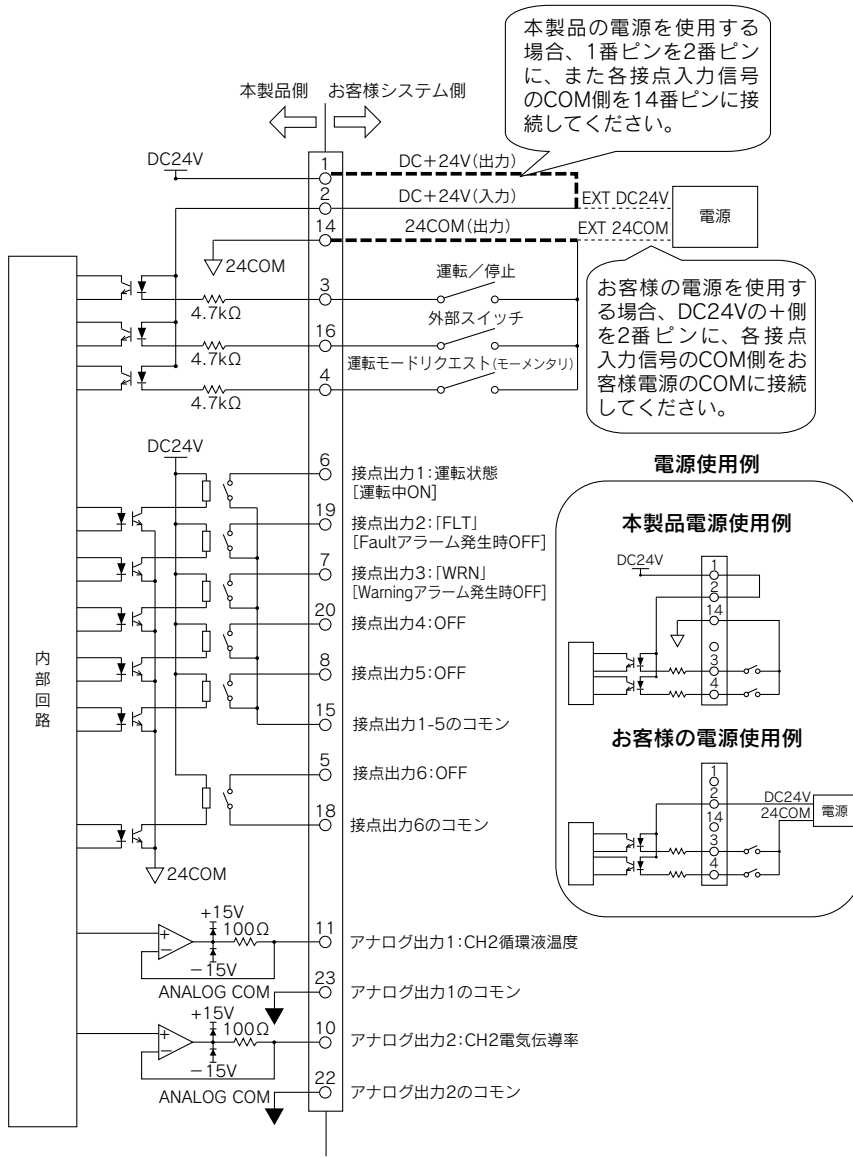 本製品の電源を使用する
場合、1番ピンを2番ピン
に、また各接点入力信号
のCOM側を14番ピンに接
続してください。
本製品側 お客様システム側
DC24V
1
DC+24V(出力)
2
DC+24V(入力)
EXT DC24V
14
24COM(出力)
EXT 24COM
電源
24COM
お客様の電源を使用す
る場合、DC24Vの+側
を2番ピンに、各接点
入力信号のCOM側をお
客様電源のCOMに接続
してください。
4.7kΩ
3
運転/停止
4.7kΩ
16
外部スイッチ
4.7kΩ
4
運転モードリクエスト(モーメンタリ)
内部回路
DC24V
6
接点出力1:運転状態
[運転中ON]
19
接点出力2:「FLT」
[Faultアラーム発生時OFF]
7
接点出力3:「WRN」
[Warningアラーム発生時OFF]
20
接点出力4:OFF
8
接点出力5:OFF
15
接点出力1-5のコモン
5
接点出力6:OFF
18
接点出力6のコモン
24COM
+15V
100Ω
+
−
−15V
11
アナログ出力1:CH2循環液温度
ANALOG COM
23
アナログ出力1のコモン
+15V
100Ω
+
−
−15V
10
アナログ出力2:CH2電気伝導率
ANALOG COM
22
アナログ出力2のコモン
電源使用例
本製品電源使用例
DC24V
1
2
14
3
4
お客様の電源使用例
1
2
14
3
4
DC24V
24COM
電源